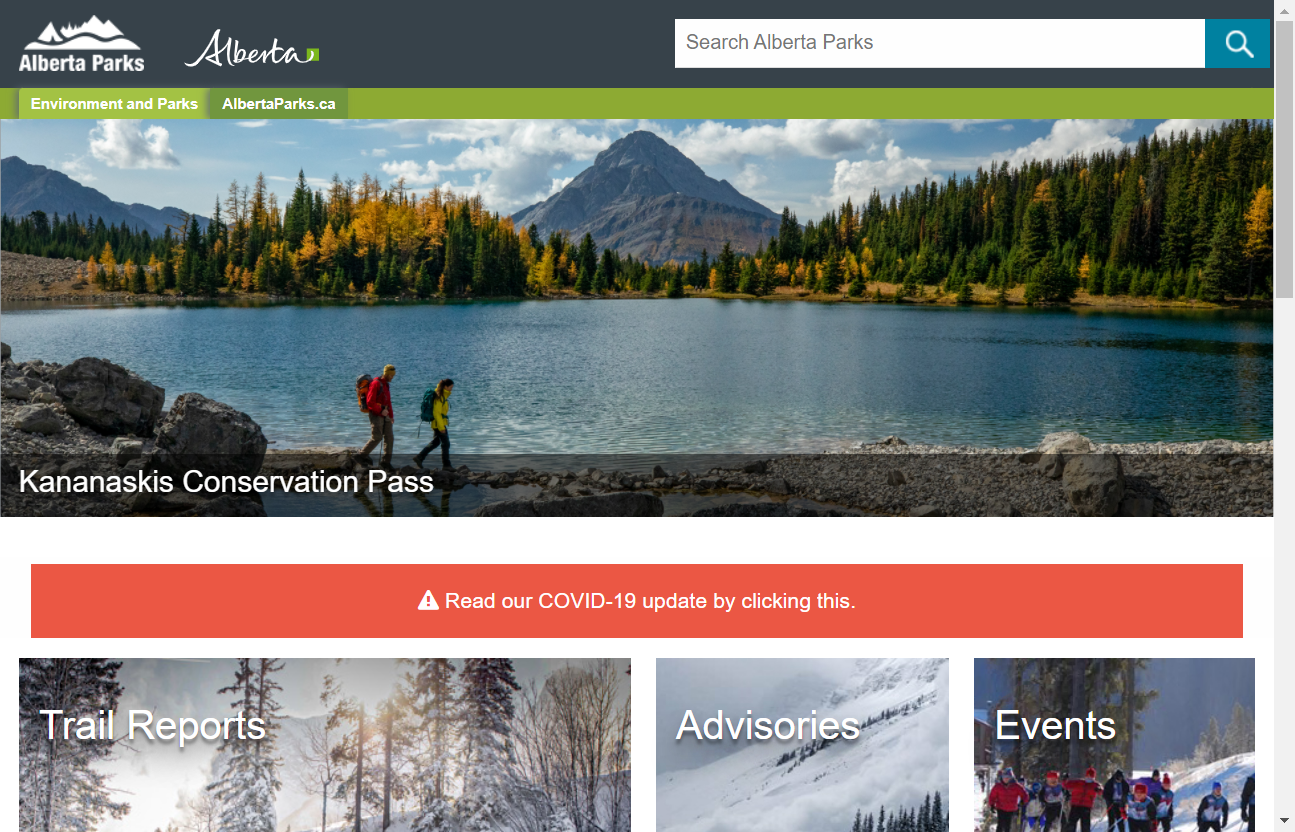 Alberta Parks
Alberta
Search Alberta Parks
Environment and Parks
AlbertaParks.ca
Kananaskis Conservation Pass
Read our COVID-19 update by clicking this.
Trail Reports
Advisories
Events